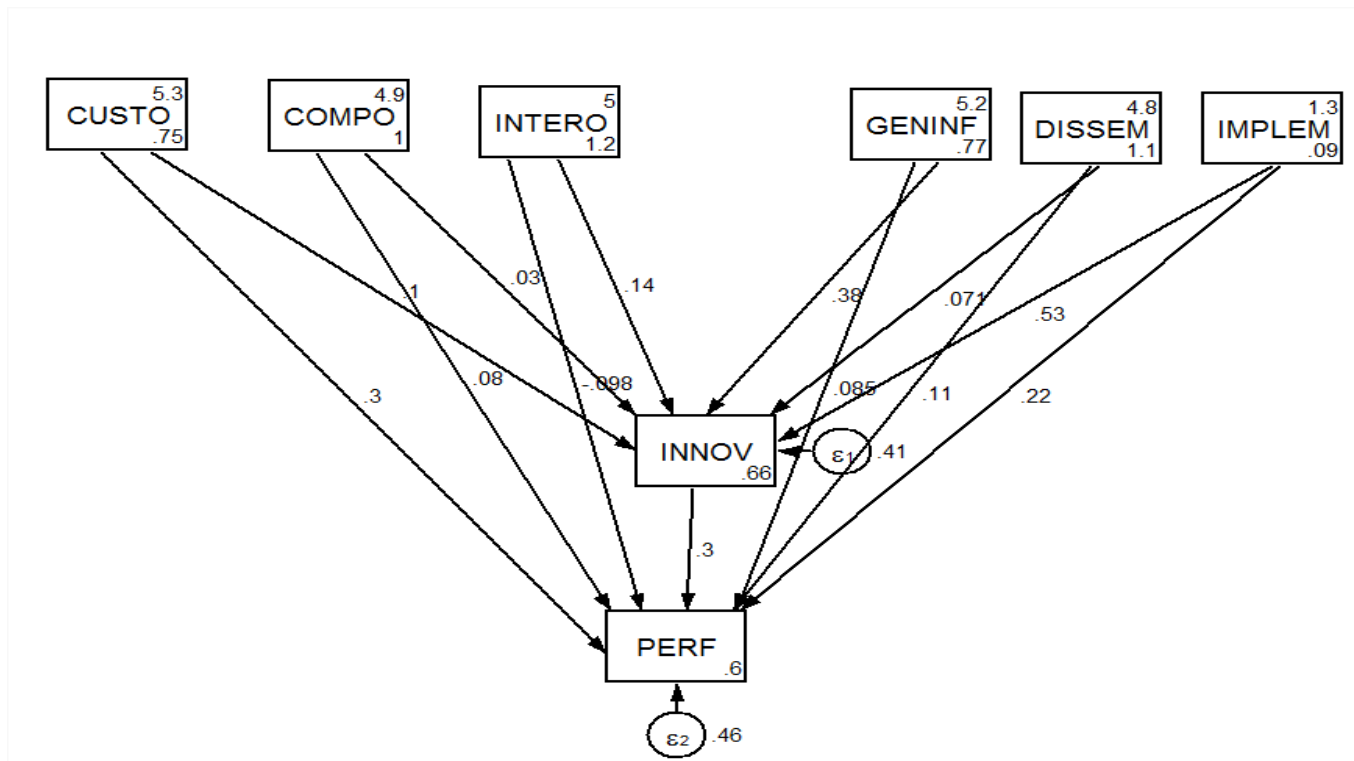 5.3
CUSTO
.75
4.9
COMPO
1
5
INTERO
1.2
5.2
GENINF
.77
4.8
DISSEM
1.1
1.3
IMPLEM
.09
.1
.03
.14
.38
.071
.53
.3
.08
-.098
.085
.11
.22
INNOV
.66
ε1
.41
.3
PERF
.6
ε2
.46